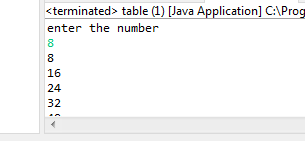 <terminated> table (1) [Java Application] C:\Prog
enter the number
8
8
16
24
32